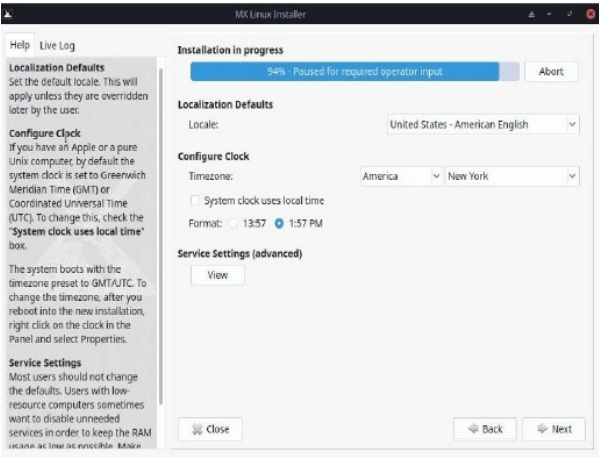 MX Linux Installer
Help Live Log
Localization Defaults
Set the default locale. This will
apply unless they are overridden
later by the user.
Configure Clock
If you have an Apple or a pure
Unix computer, by default the
system clock is set to Greenwich
Meridian Time (GMT) or
Coordinated Universal Time
(UTC). To change this, check the
"System clock uses local time"
box.
The system boots with the
timezone preset to GMT/UTC. To
change the timezone, after you
reboot into the new installation,
right click on the clock in the
Panel and select Properties.
Service Settings
Most users should not change
the defaults. Users with low-
resource computers sometimes
want to disable unneeded
services in order to keep the RAM
usage as low as possible. Make
Installation in progress
94% - Paused for required operator input
Abort
Localization Defaults
Locale: United States - American English
Configure Clock
Timezone: America New York
System clock uses local time
Format: 13:57 1:57 PM
Service Settings (advanced)
View
Close Back Next